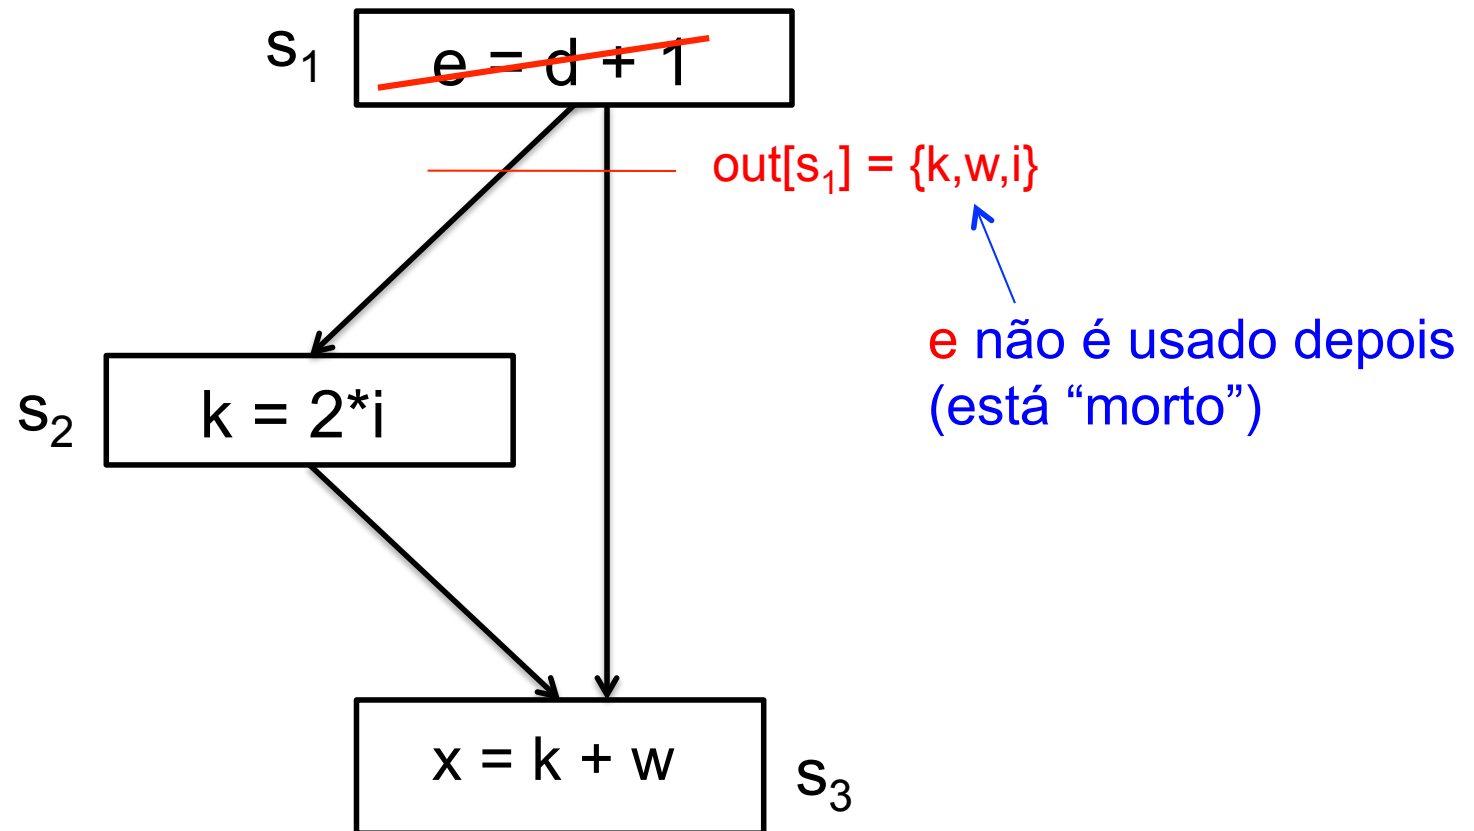 s₁
e = d + 1
out[s₁] = {k,w,i}
e não é usado depois
(está “morto”)
s₂
k = 2*i
x = k + w
s₃